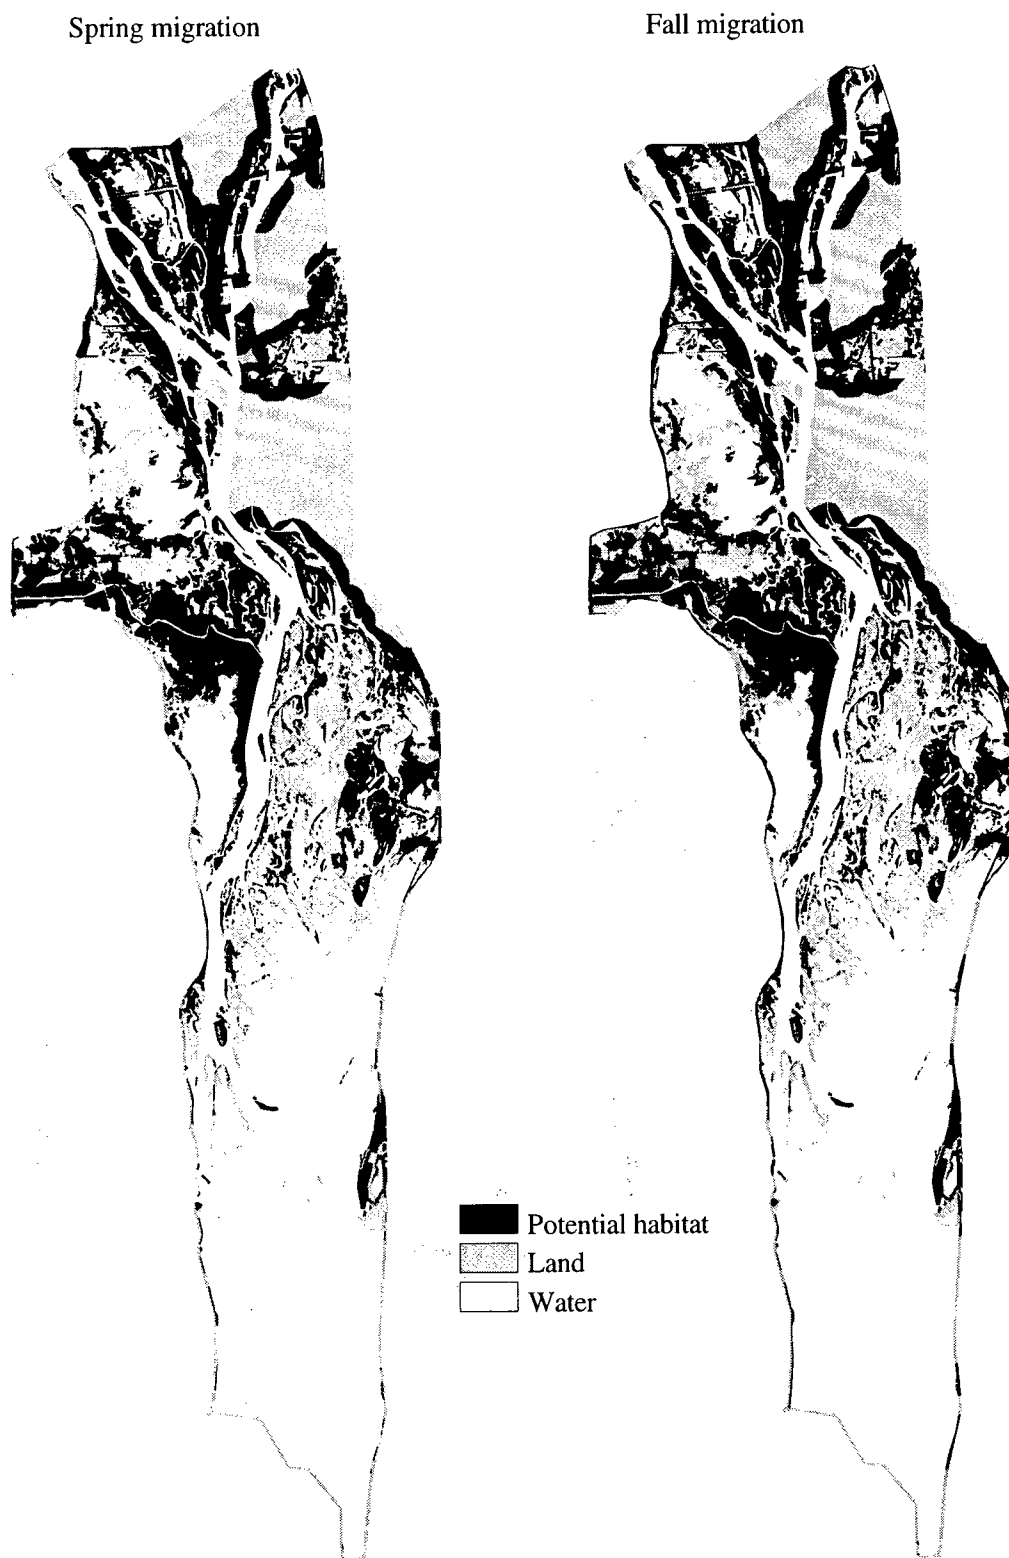 Spring migration
Fall migration
Potential habitat
Land
Water